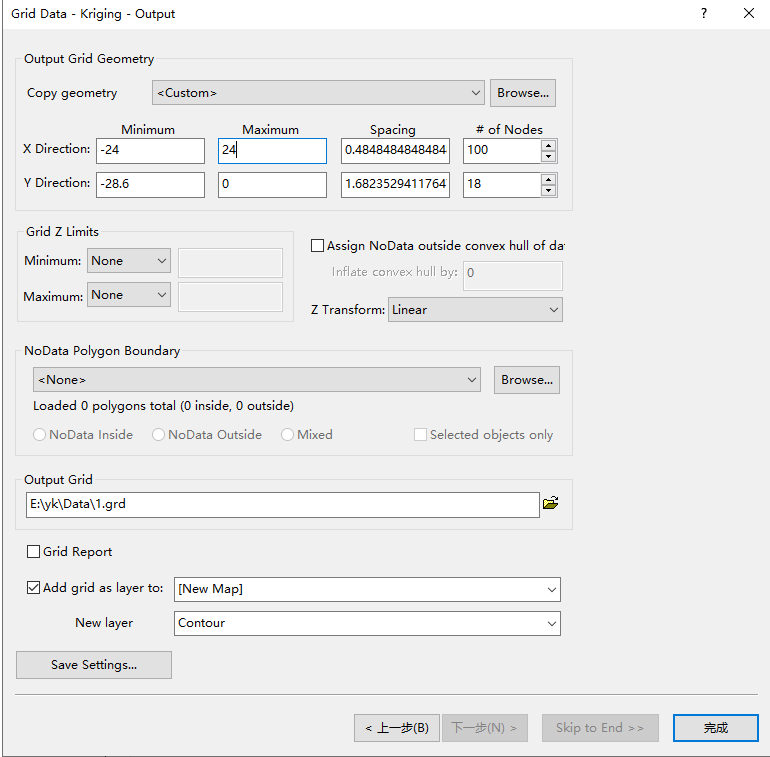 Grid Data - Kriging - Output
? ×
Output Grid Geometry
Copy geometry <Custom> Browse...
Minimum Maximum Spacing # of Nodes
X Direction: -24 24 0.4848484848484 100
Y Direction: -28.6 0 1.6823529411764 18
Grid Z Limits
Minimum: None
Maximum: None
Assign NoData outside convex hull of da
Inflate convex hull by: 0
Z Transform: Linear
NoData Polygon Boundary
<None> Browse...
Loaded 0 polygons total (0 inside, 0 outside)
NoData Inside NoData Outside Mixed Selected objects only
Output Grid
E:\yk\Data\1.grd
Grid Report
Add grid as layer to: [New Map]
New layer Contour
Save Settings...
< 上一步(B) 下一步(N) > Skip to End >> 完成